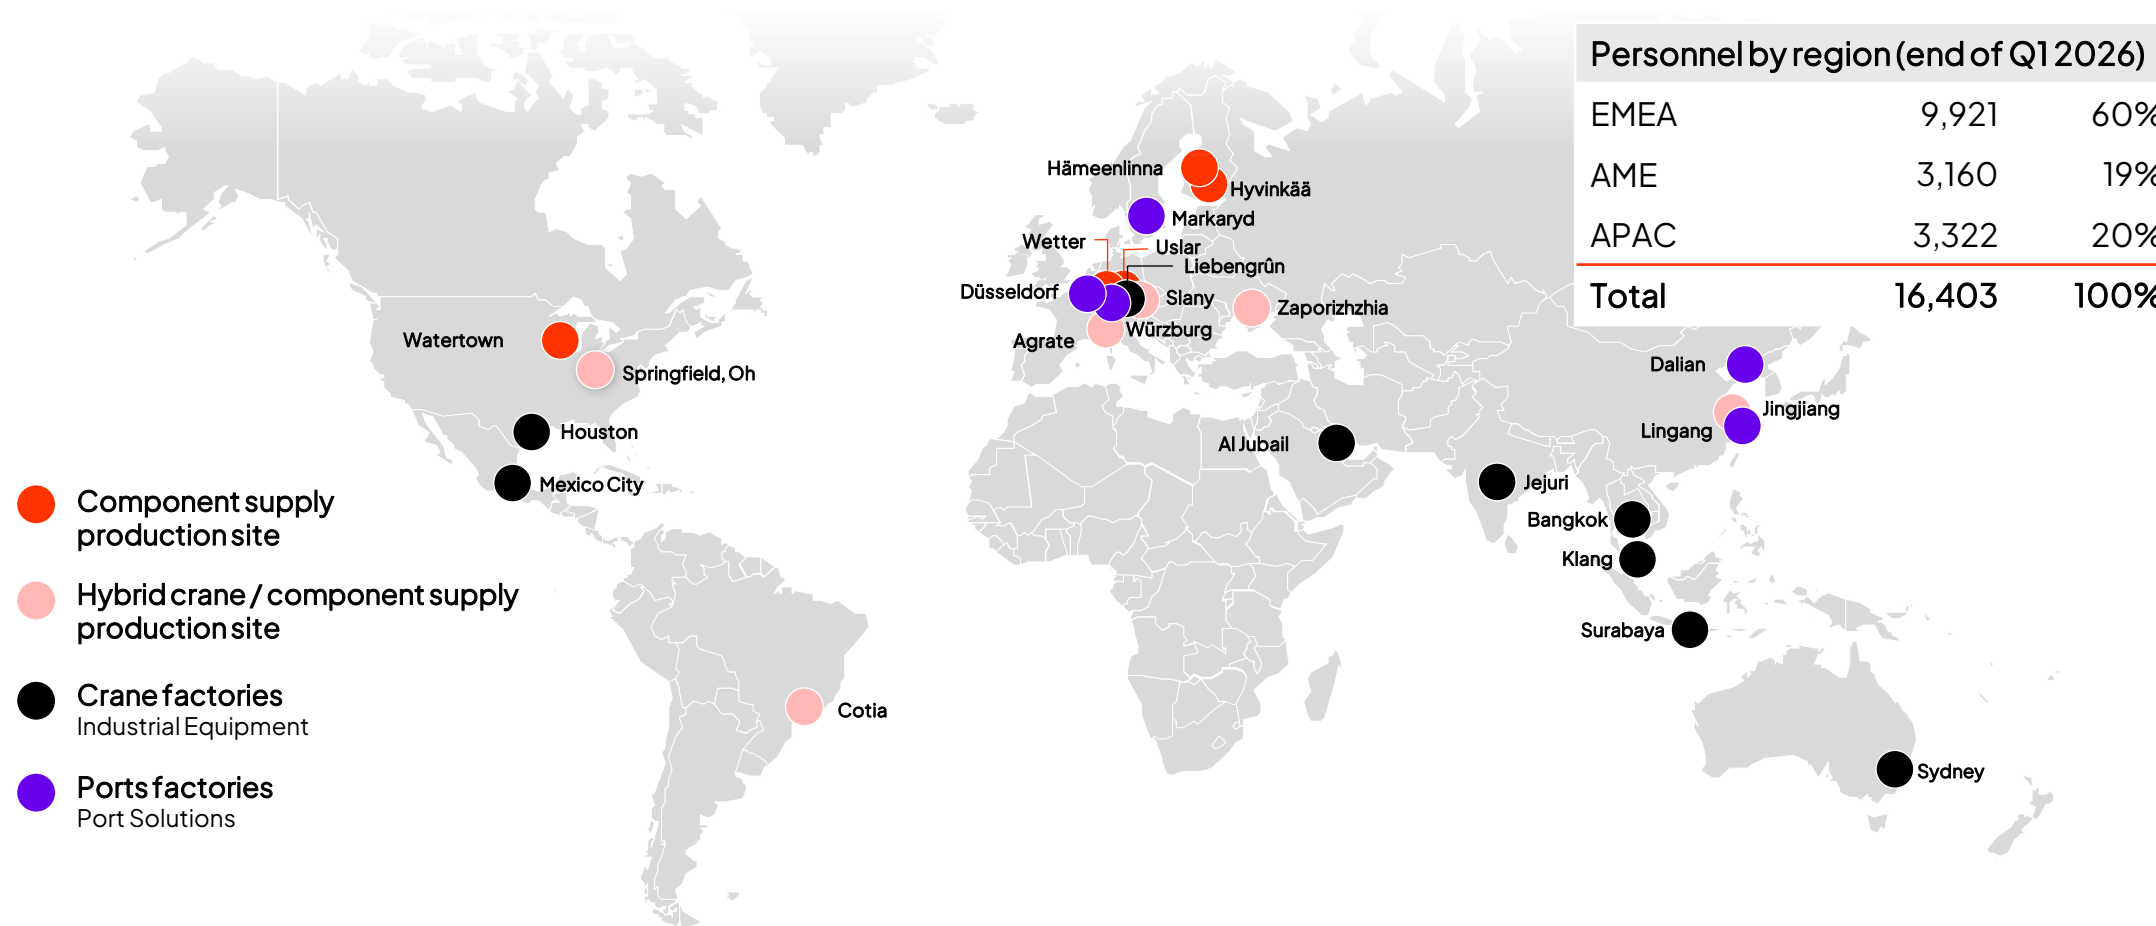 Personnel by region (end of Q1 2026)
EMEA 9,921 60%
AME 3,160 19%
APAC 3,322 20%
Total 16,403 100%
Hämeenlinna
Hyvinkää
Markaryd
Wetter
Uslar
Liebengrûn
Düsseldorf
Slany
Zaporizhzhia
Würzburg
Agrate
Watertown
Springfield, Oh
Houston
Mexico City
Cotia
Al Jubail
Dalian
Jingjiang
Lingang
Jejuri
Bangkok
Klang
Surabaya
Sydney
Component supply
production site
Hybrid crane / component supply
production site
Crane factories
Industrial Equipment
Ports factories
Port Solutions